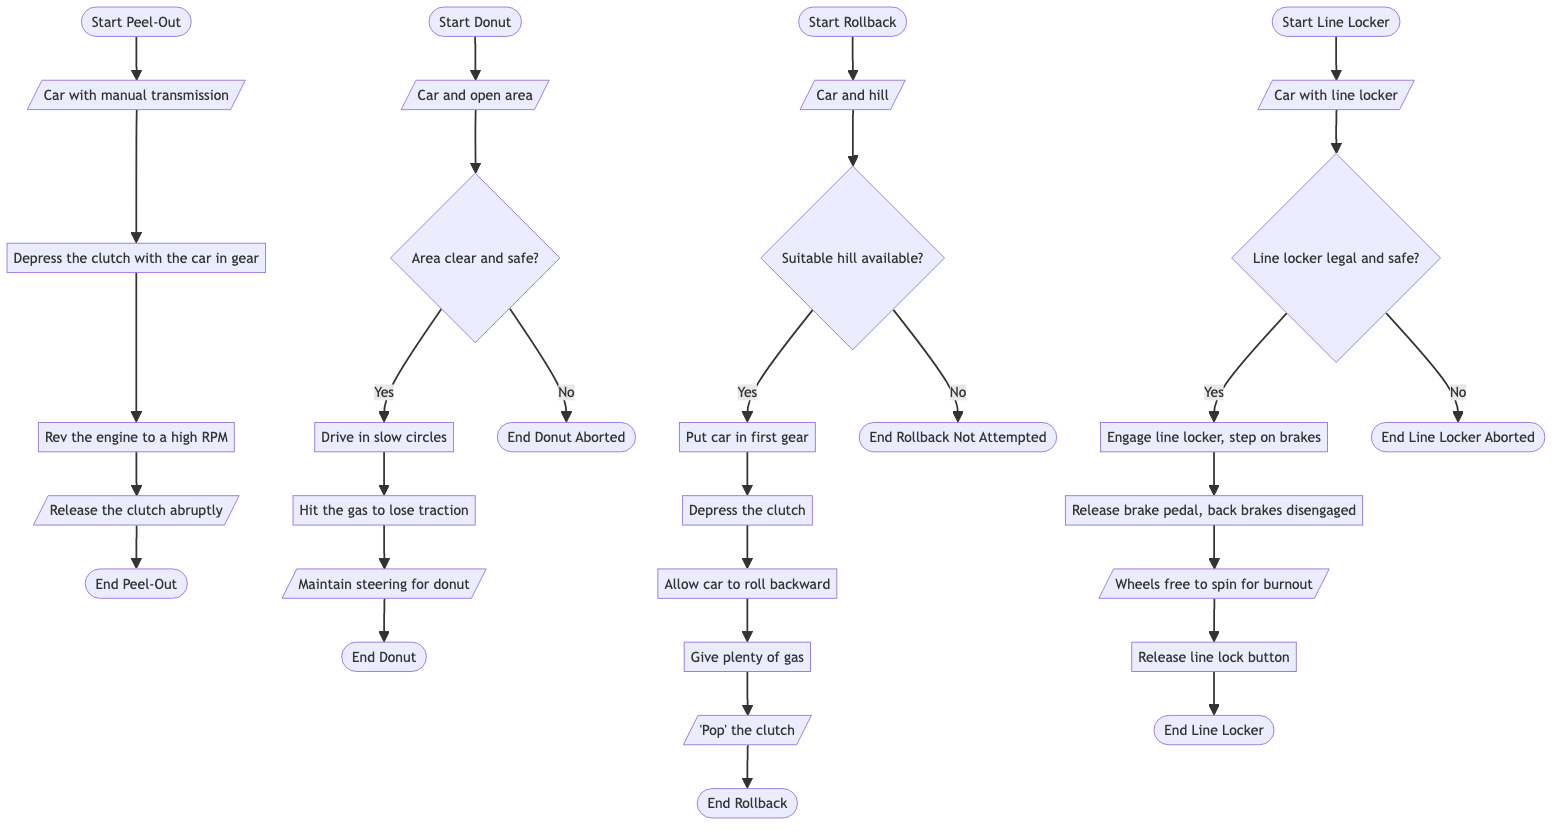 Start Peel-Out
Car with manual transmission
Depress the clutch with the car in gear
Rev the engine to a high RPM
Release the clutch abruptly
End Peel-Out
Start Donut
Car and open area
Area clear and safe?
Yes
No
Drive in slow circles
End Donut Aborted
Hit the gas to lose traction
Maintain steering for donut
End Donut
Start Rollback
Car and hill
Suitable hill available?
Yes
No
Put car in first gear
End Rollback Not Attempted
Depress the clutch
Allow car to roll backward
Give plenty of gas
'Pop' the clutch
End Rollback
Start Line Locker
Car with line locker
Line locker legal and safe?
Yes
No
Engage line locker, step on brakes
End Line Locker Aborted
Release brake pedal, back brakes disengaged
Wheels free to spin for burnout
Release line lock button
End Line Locker